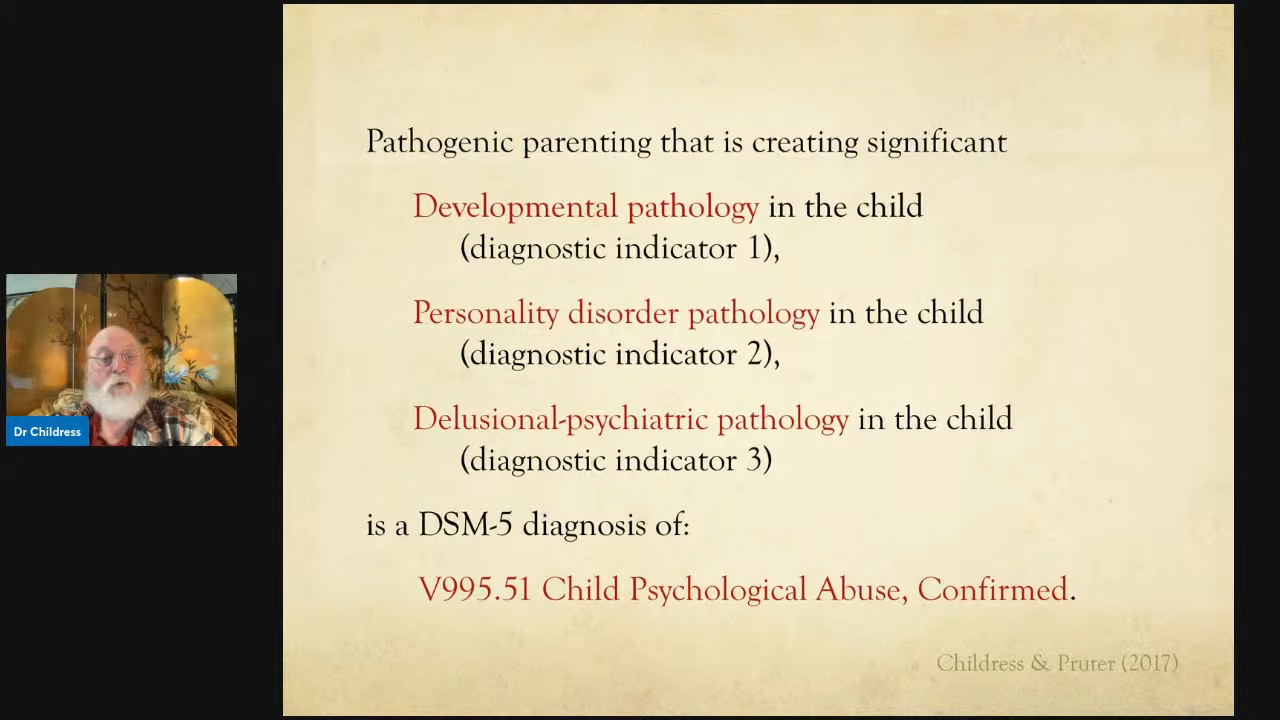 Pathogenic parenting that is creating significant
Developmental pathology in the child
(diagnostic indicator 1),
Personality disorder pathology in the child
(diagnostic indicator 2),
Delusional-psychiatric pathology in the child
(diagnostic indicator 3)
is a DSM-5 diagnosis of:
V995.51 Child Psychological Abuse, Confirmed.
Childress & Pruter (2017)
Dr Childress